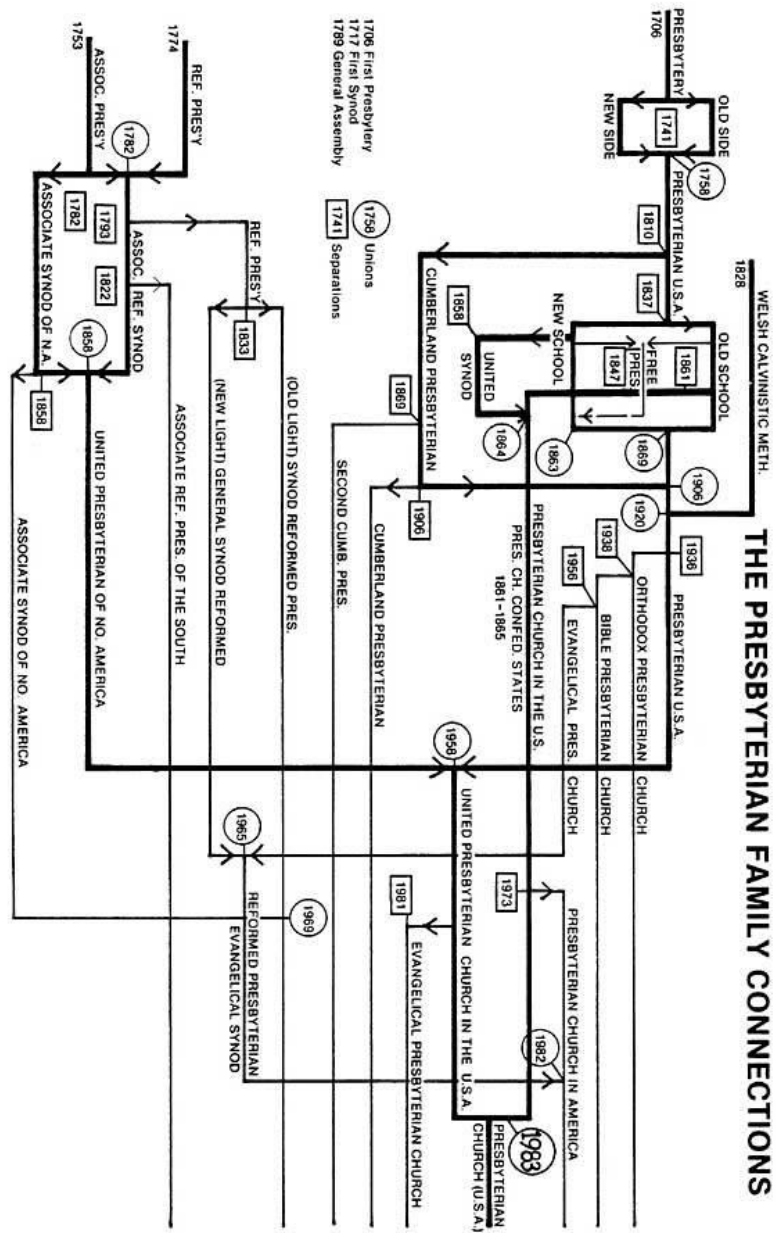 THE PRESBYTERIAN FAMILY CONNECTIONS
WELSH CALVINISTIC METH.
1828
OLD SIDE
PRESBYTERY
1706
1741
NEW SIDE
1758
PRESBYTERIAN U.S.A.
1810
1837
OLD SCHOOL
1861
FREE
(PRES)
1847
NEW SCHOOL
1869
1863
1864
1858
UNITED
SYNOD
CUMBERLAND PRESBYTERIAN
1869
1906
1906
1920
1936
PRESBYTERIAN U.S.A.
1938
ORTHODOX PRESBYTERIAN CHURCH
BIBLE PRESBYTERIAN CHURCH
1956
EVANGELICAL PRES. CHURCH
PRESBYTERIAN CHURCH IN THE U.S.
PRES. CH. CONFED. STATES
1861-1865
CUMBERLAND PRESBYTERIAN
SECOND CUMB. PRES.
1958
UNITED PRESBYTERIAN CHURCH IN THE U.S.A.
1973
PRESBYTERIAN CHURCH IN AMERICA
1982
1983
PRESBYTERIAN
CHURCH (U.S.A.)
1981
EVANGELICAL PRESBYTERIAN CHURCH
1706 First Presbytery
1717 First Synod
1789 General Assembly
1758 Unions
1741 Separations
1774
REF. PRES'Y
ASSOC. PRES'Y
1753
1782
1782
1793
REF. PRES'Y
1833
1822
ASSOC. REF. SYNOD
ASSOCIATE SYNOD OF N.A.
1858
1858
(OLD LIGHT) SYNOD REFORMED PRES.
(NEW LIGHT) GENERAL SYNOD REFORMED
ASSOCIATE REF. PRES. OF THE SOUTH
UNITED PRESBYTERIAN OF NO. AMERICA
ASSOCIATE SYNOD OF NO. AMERICA
1965
1969
REFORMED PRESBYTERIAN
EVANGELICAL SYNOD